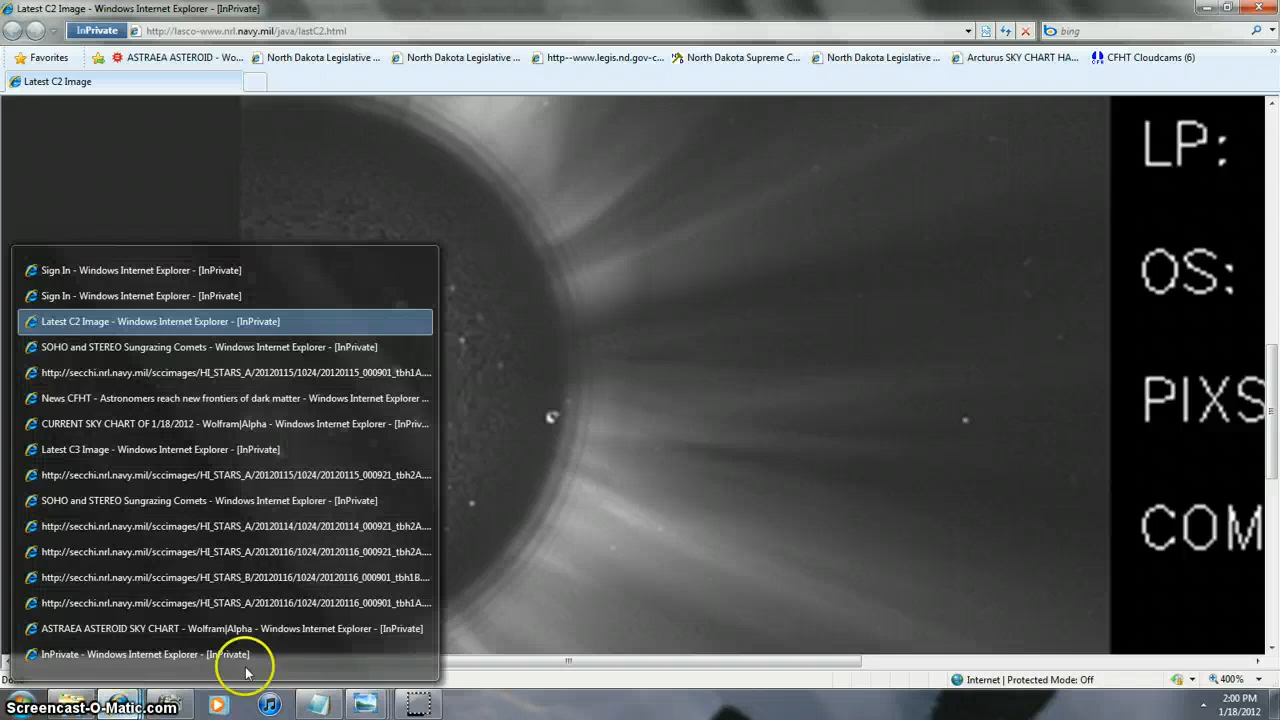 Latest C2 Image - Windows Internet Explorer - [InPrivate]
InPrivate http://lasco-www.nrl.navy.mil/java/lastC2.html bing
Favorites ASTRAEA ASTEROID - Wo... North Dakota Legislative ... North Dakota Legislative ... http--www.legis.nd.gov-c... North Dakota Supreme C... North Dakota Legislative ... Arcturus SKY CHART HA... CFHT Cloudcams (6)
Latest C2 Image
LP:
OS:
PIXS
COM
Sign In - Windows Internet Explorer - [InPrivate]
Sign In - Windows Internet Explorer - [InPrivate]
Latest C2 Image - Windows Internet Explorer - [InPrivate]
SOHO and STEREO Sungrazing Comets - Windows Internet Explorer - [InPrivate]
http://secchi.nrl.navy.mil/sccimages/HI_STARS_A/20120115/1024/20120115_000901_tbh1A....
News CFHT - Astronomers reach new frontiers of dark matter - Windows Internet Explorer ...
CURRENT SKY CHART OF 1/18/2012 - Wolfram|Alpha - Windows Internet Explorer - [InPriv...
Latest C3 Image - Windows Internet Explorer - [InPrivate]
http://secchi.nrl.navy.mil/sccimages/HI_STARS_A/20120115/1024/20120115_000921_tbh2A....
SOHO and STEREO Sungrazing Comets - Windows Internet Explorer - [InPrivate]
http://secchi.nrl.navy.mil/sccimages/HI_STARS_A/20120114/1024/20120114_000921_tbh2A....
http://secchi.nrl.navy.mil/sccimages/HI_STARS_A/20120116/1024/20120116_000921_tbh2A....
http://secchi.nrl.navy.mil/sccimages/HI_STARS_B/20120116/1024/20120116_000901_tbh1B....
http://secchi.nrl.navy.mil/sccimages/HI_STARS_A/20120116/1024/20120116_000901_tbh1A....
ASTRAEA ASTEROID SKY CHART - Wolfram|Alpha - Windows Internet Explorer - [InPrivate]
InPrivate - Windows Internet Explorer - [InPrivate]
Internet | Protected Mode: Off 400%
Screencast-O-Matic.com
2:00 PM
1/18/2012